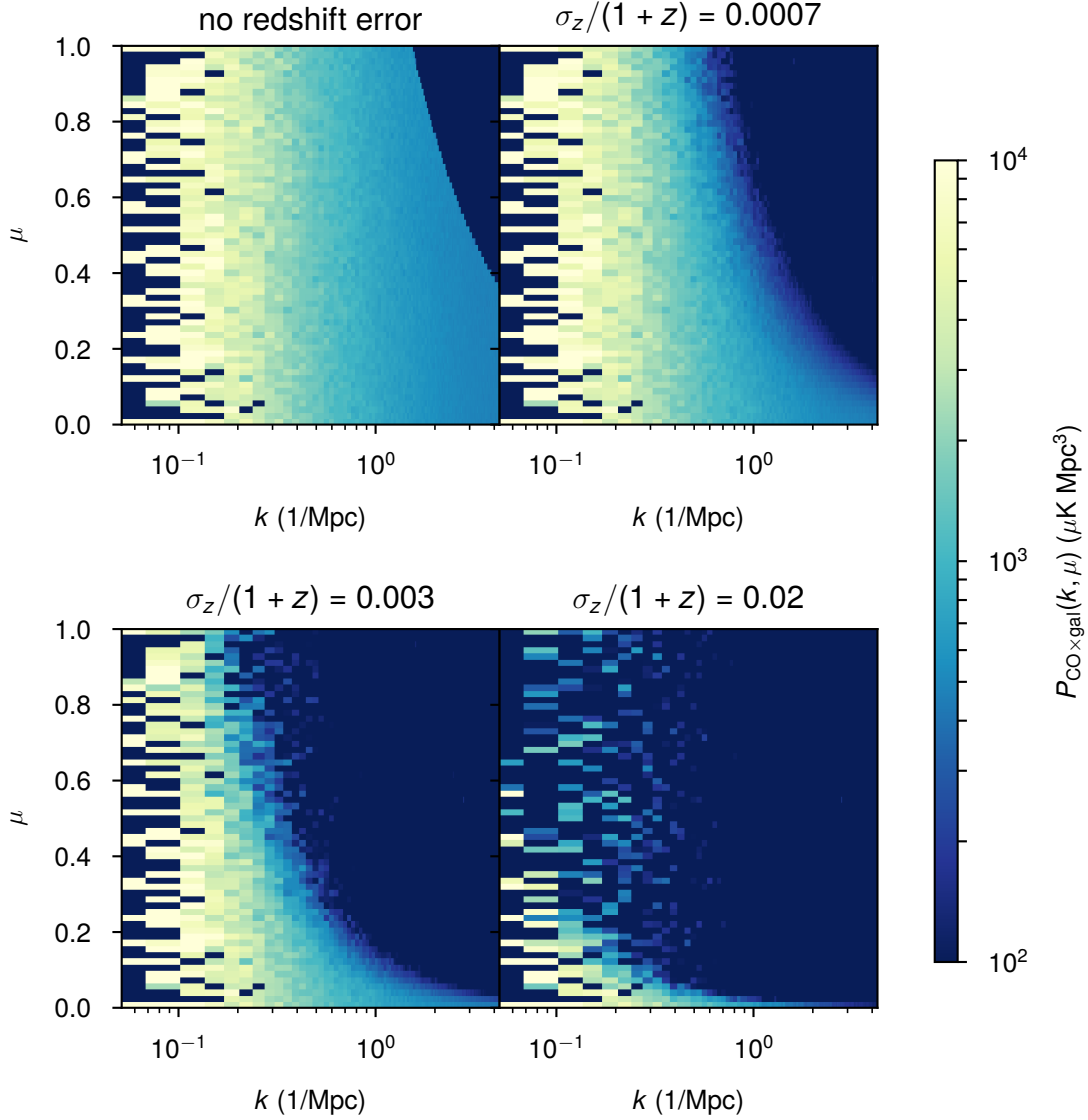 no redshift error
σz/(1 + z) = 0.0007
1.0
0.8
0.6
0.4
0.2
0.0
μ
10⁻¹
10⁰
k (1/Mpc)
10⁻¹
10⁰
k (1/Mpc)
σz/(1 + z) = 0.003
σz/(1 + z) = 0.02
1.0
0.8
0.6
0.4
0.2
0.0
μ
10⁻¹
10⁰
k (1/Mpc)
10⁻¹
10⁰
k (1/Mpc)
10⁴
10³
10²
P_CO×gal(k, μ) (μK Mpc³)